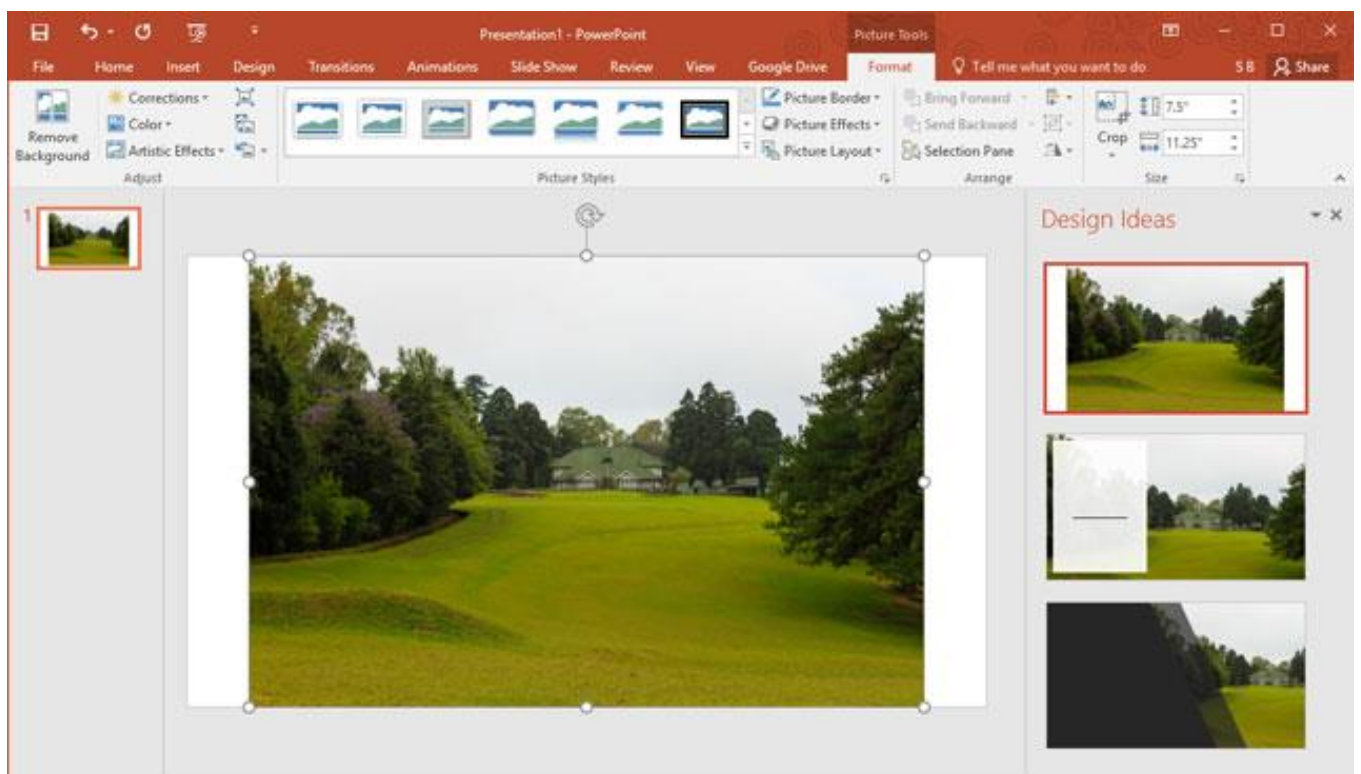 Presentation1 - PowerPoint
Picture Tools
File Home Insert Design Transitions Animations Slide Show Review View Google Drive Format Tell me what you want to do S B Share
Remove Background
Corrections
Color
Artistic Effects
Adjust
Picture Styles
Picture Border
Picture Effects
Picture Layout
Bring Forward
Send Backward
Selection Pane
Arrange
Crop
7.5"
11.25"
Size
1
Design Ideas